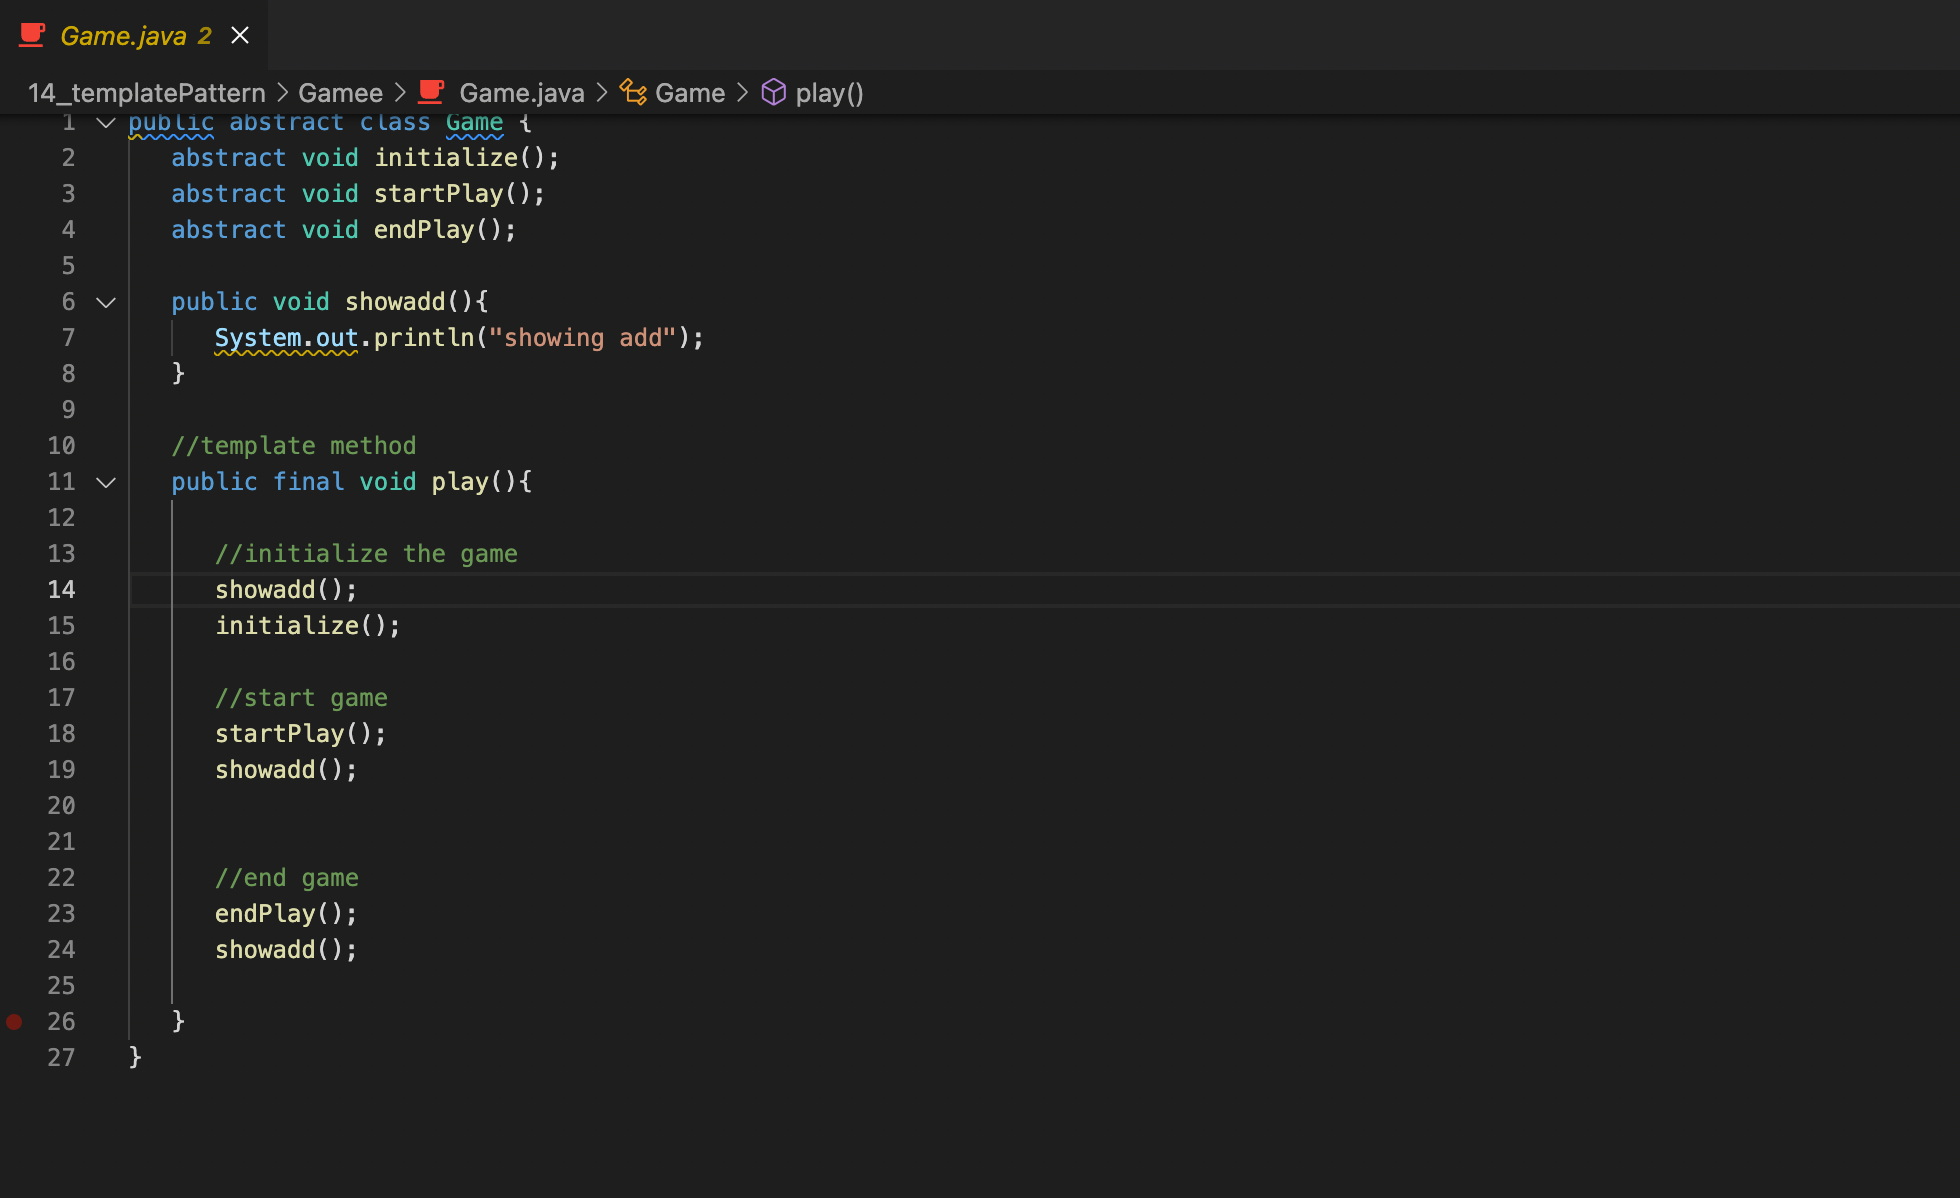 Game.java 2
14_templatePattern > Gamee > Game.java > Game > play()
1 public abstract class Game {
2 abstract void initialize();
3 abstract void startPlay();
4 abstract void endPlay();
5
6 public void showadd(){
7 System.out.println("showing add");
8 }
9
10 //template method
11 public final void play(){
12
13 //initialize the game
14 showadd();
15 initialize();
16
17 //start game
18 startPlay();
19 showadd();
20
21
22 //end game
23 endPlay();
24 showadd();
25
26 }
27 }